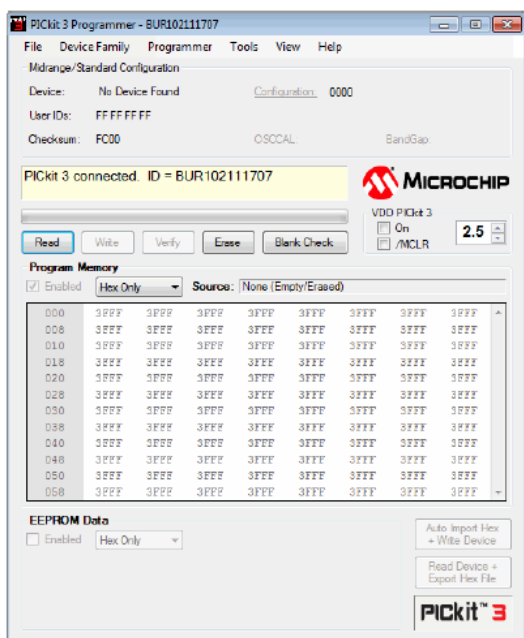 PICkit 3 Programmer - BUR102111707
File Device Family Programmer Tools View Help
Midrange/Standard Configuration
Device: No Device Found Configuration: 0000
User IDs: FF FF FF FF
Checksum: FC00 OSCCAL: BandGap:
PICkit 3 connected. ID = BUR102111707
MICROCHIP
VDD PICkit 3
On
/MCLR
2.5
Read Write Verify Erase Blank Check
Program Memory
Enabled Hex Only Source: None (Empty/Erased)
000 3FFF 3FFF 3FFF 3FFF 3FFF 3FFF 3FFF 3FFF
008 3FFF 3FFF 3FFF 3FFF 3FFF 3FFF 3FFF 3FFF
010 3FFF 3FFF 3FFF 3FFF 3FFF 3FFF 3FFF 3FFF
018 3FFF 3FFF 3FFF 3FFF 3FFF 3FFF 3FFF 3FFF
020 3FFF 3FFF 3FFF 3FFF 3FFF 3FFF 3FFF 3FFF
028 3FFF 3FFF 3FFF 3FFF 3FFF 3FFF 3FFF 3FFF
030 3FFF 3FFF 3FFF 3FFF 3FFF 3FFF 3FFF 3FFF
038 3FFF 3FFF 3FFF 3FFF 3FFF 3FFF 3FFF 3FFF
040 3FFF 3FFF 3FFF 3FFF 3FFF 3FFF 3FFF 3FFF
048 3FFF 3FFF 3FFF 3FFF 3FFF 3FFF 3FFF 3FFF
050 3FFF 3FFF 3FFF 3FFF 3FFF 3FFF 3FFF 3FFF
058 3FFF 3FFF 3FFF 3FFF 3FFF 3FFF 3FFF 3FFF
EEPROM Data
Enabled Hex Only
Auto Import Hex
+ Write Device
Read Device +
Export Hex File
PICkit™ 3